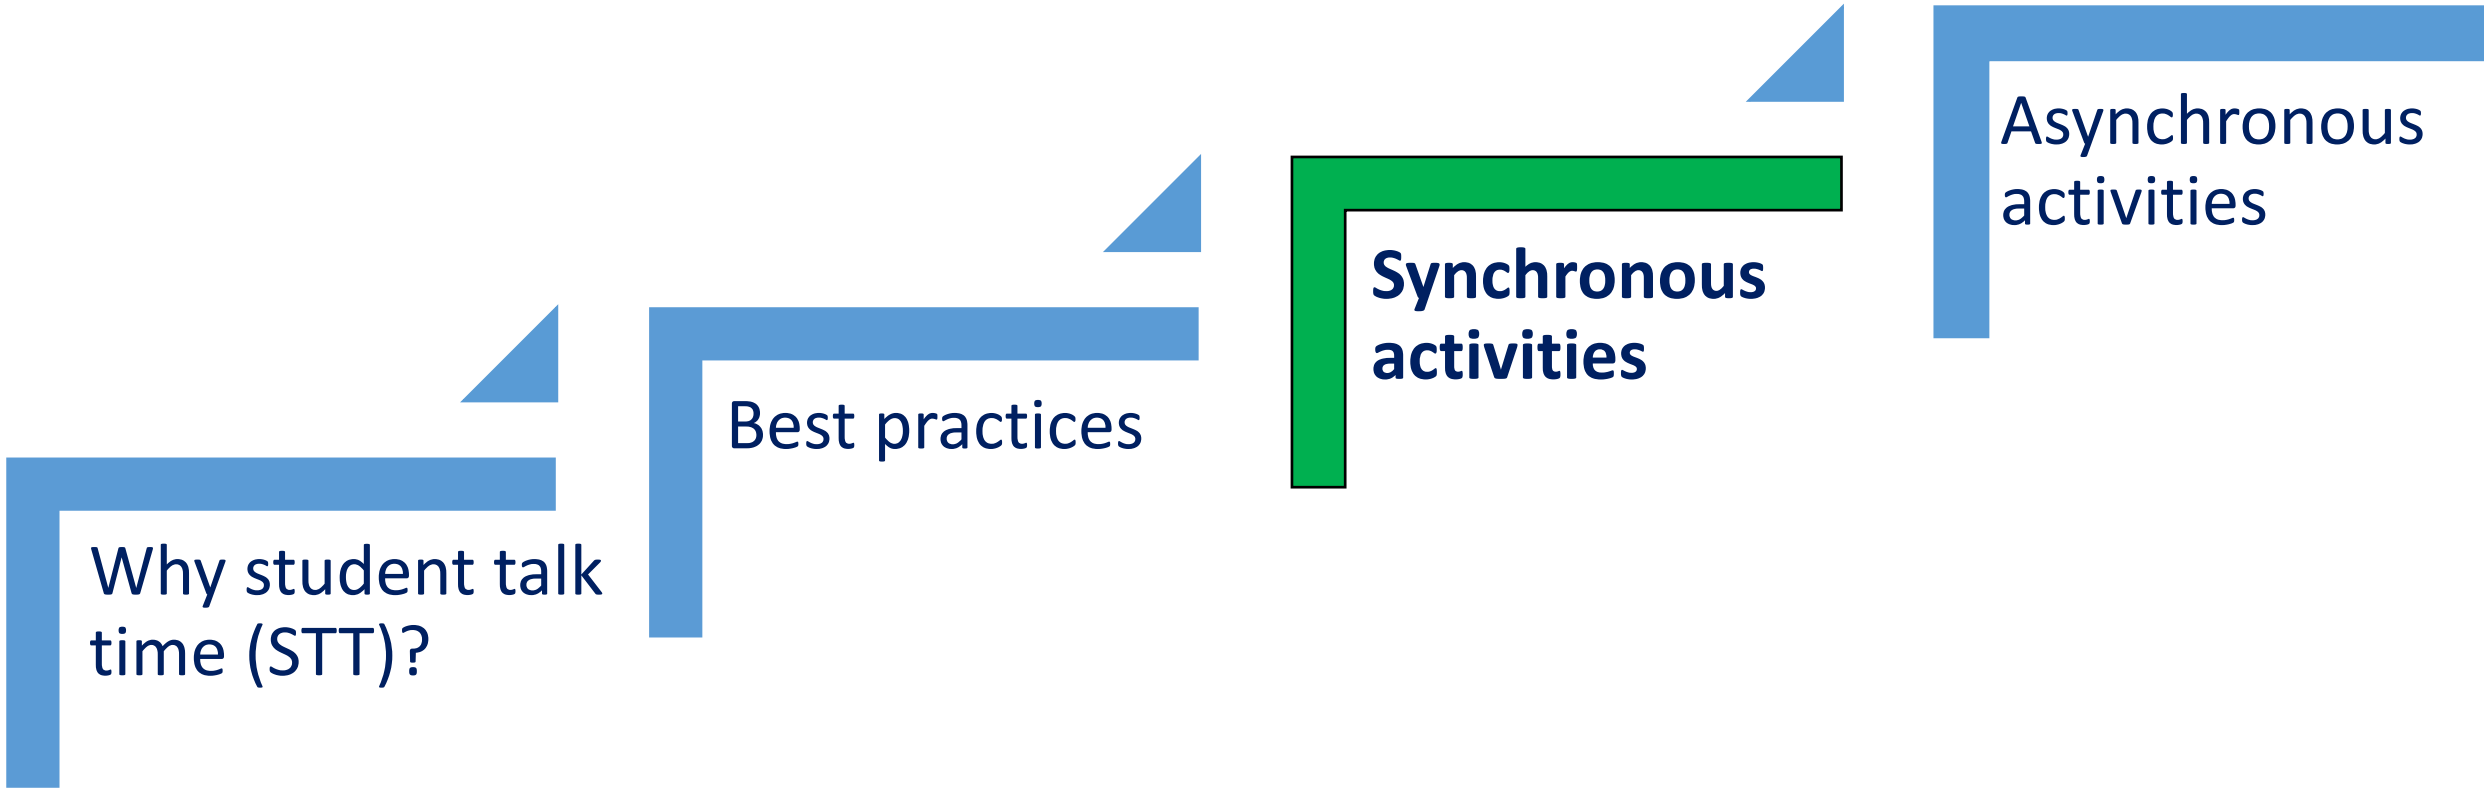 Why student talk
time (STT)?
Best practices
Synchronous
activities
Asynchronous
activities